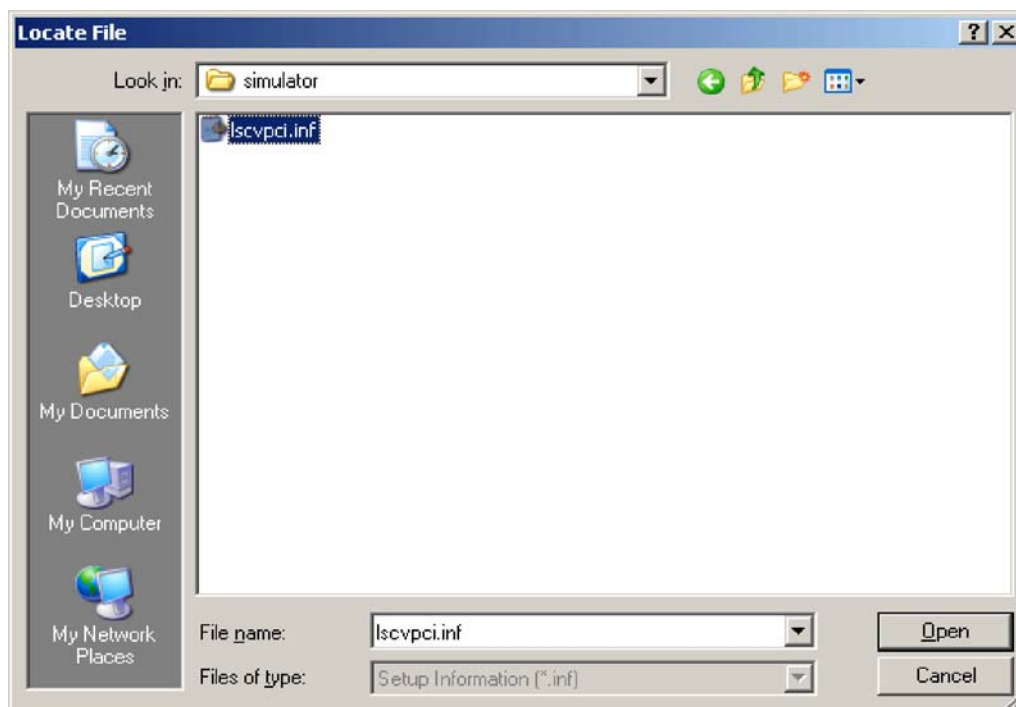 Locate File
Look in:
simulator
lscvpci.inf
My Recent
Documents
Desktop
My Documents
My Computer
My Network
Places
File name:
lscvpci.inf
Open
Files of type:
Setup Information (*.inf)
Cancel